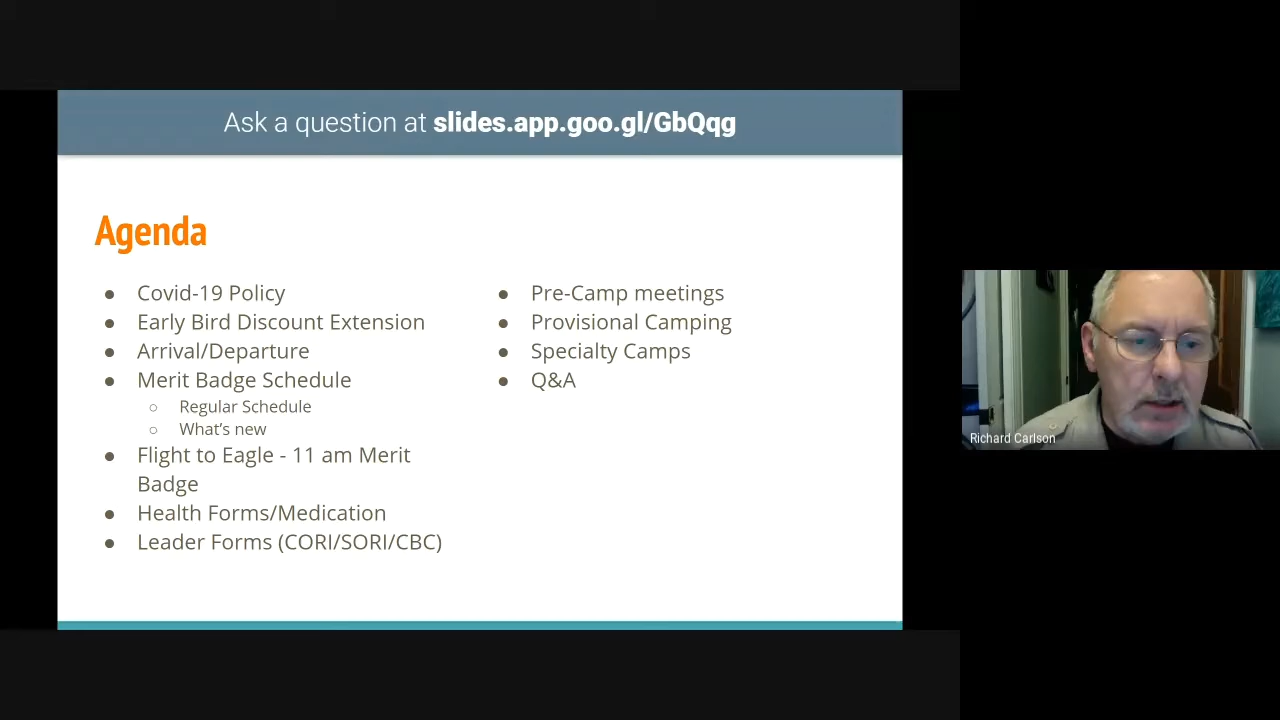 Ask a question at slides.app.goo.gl/GbQqg
Agenda
● Covid-19 Policy
● Early Bird Discount Extension
● Arrival/Departure
● Merit Badge Schedule
○ Regular Schedule
○ What's new
● Flight to Eagle - 11 am Merit
Badge
● Health Forms/Medication
● Leader Forms (CORI/SORI/CBC)
● Pre-Camp meetings
● Provisional Camping
● Specialty Camps
● Q&A
Richard Carlson